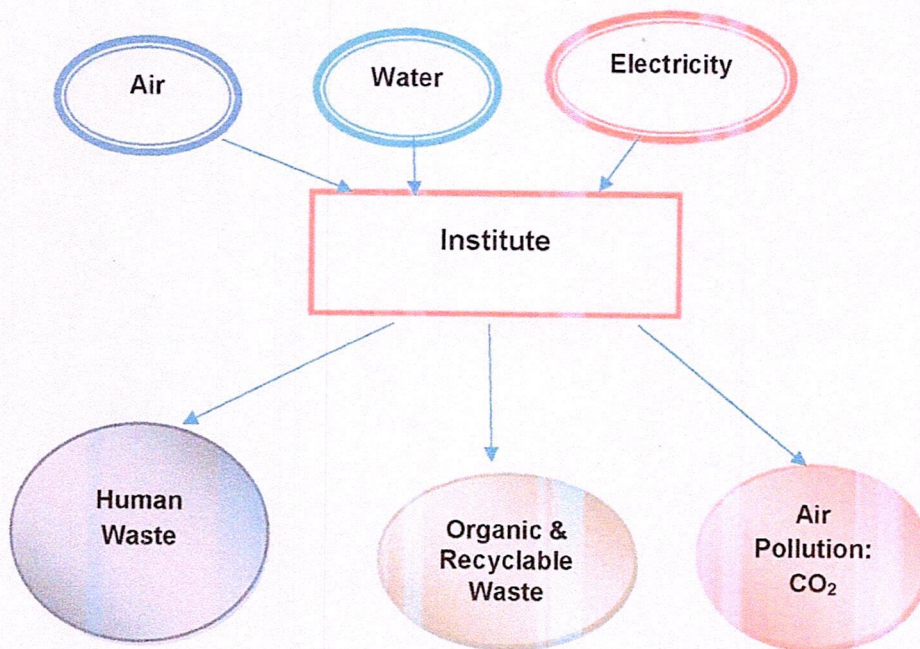 Air
Water
Electricity
Institute
Human
Waste
Organic &
Recyclable
Waste
Air
Pollution:
CO₂